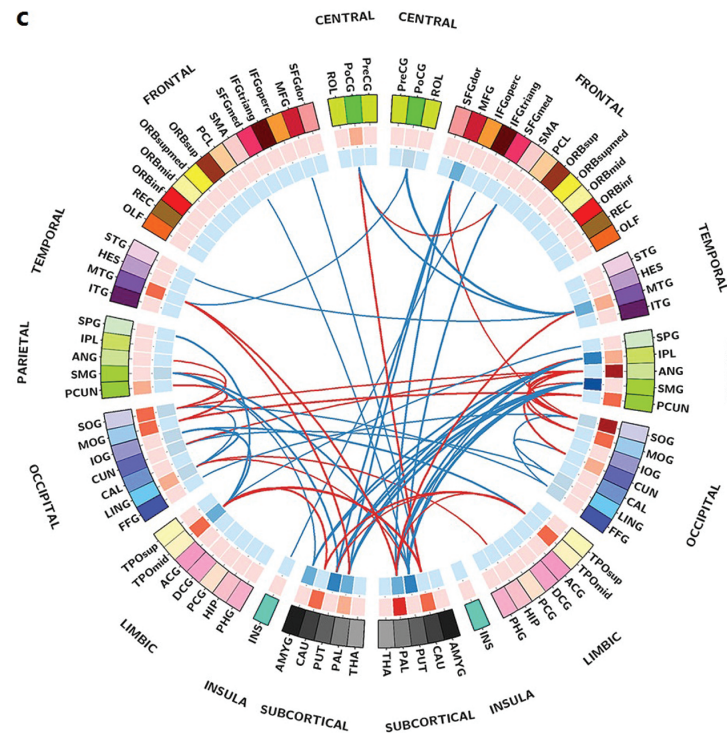 c
CENTRAL
CENTRAL
FRONTAL
FRONTAL
TEMPORAL
TEMPORAL
PARIETAL
OCCIPITAL
OCCIPITAL
LIMBIC
LIMBIC
INSULA
INSULA
SUBCORTICAL
SUBCORTICAL
ROL
PoCG
PreCG
PreCG
PoCG
ROL
SFGdor
MFG
IFGoperc
IFGtriang
SFGmed
SMA
PCL
ORBsup
ORBsupmed
ORBmid
ORBinf
REC
OLF
STG
HES
MTG
ITG
SPG
IPL
ANG
SMG
PCUN
SOG
MOG
IOG
CUN
CAL
LING
FFG
TPOsup
TPOmid
ACG
DCG
PCG
HIP
PHG
INS
AMYG
CAU
PUT
PAL
THA
THA
PAL
PUT
CAU
AMYG
INS
PHG
HIP
PCG
DCG
ACG
TPOmid
TPOsup
FFG
LING
CAL
CUN
IOG
MOG
SOG
PCUN
SMG
ANG
IPL
SPG
ITG
MTG
HES
STG
OLF
REC
ORBinf
ORBmid
ORBsupmed
ORBsup
PCL
SMA
SFGmed
IFGtriang
IFGoperc
MFG
SFGdor